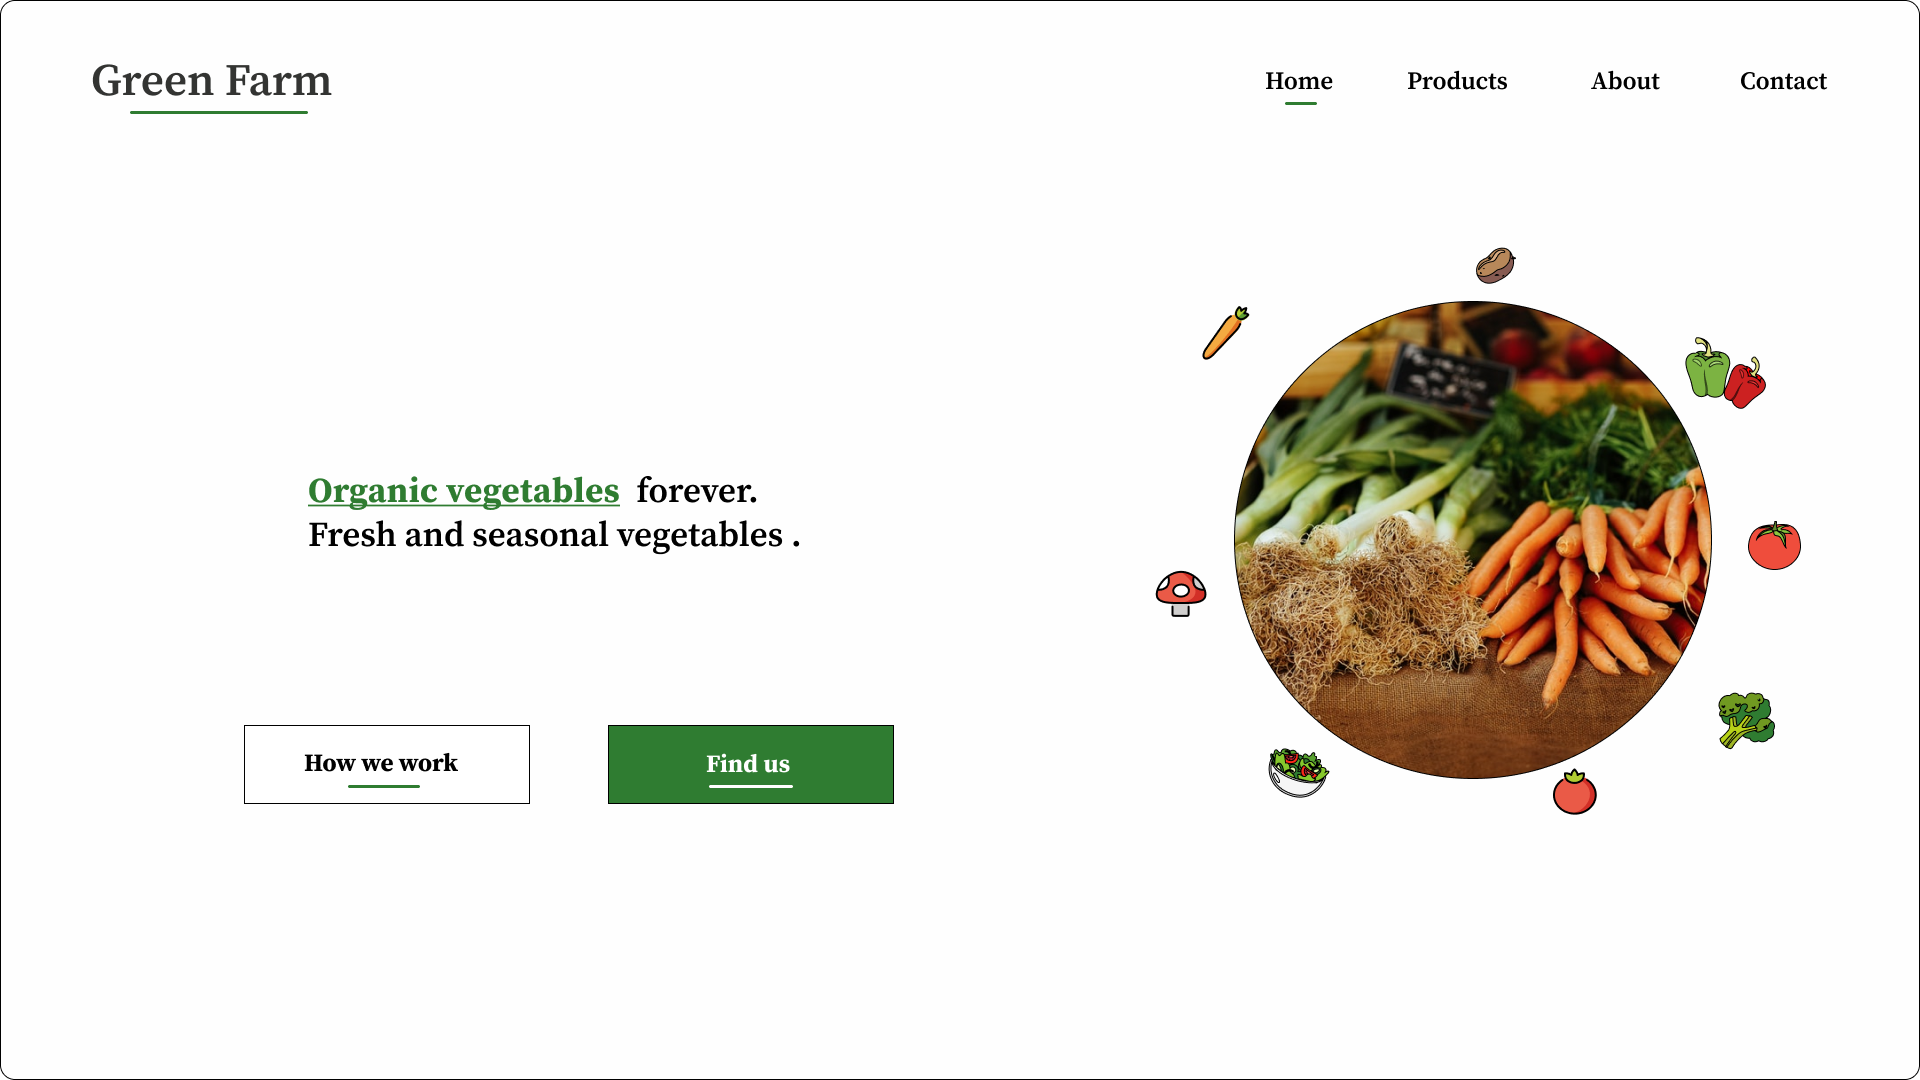 Green Farm
Home Products About Contact
Organic vegetables forever.
Fresh and seasonal vegetables .
How we work
Find us